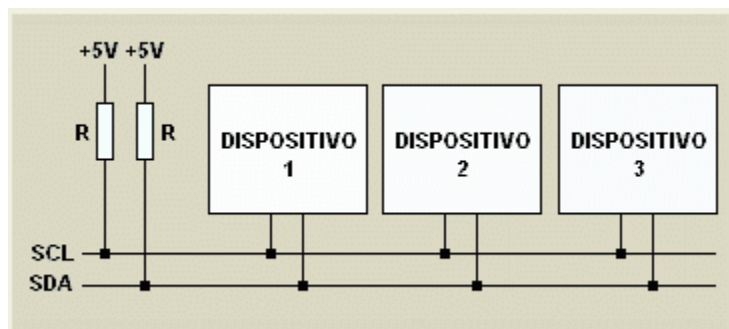 +5V +5V
R
R
DISPOSITIVO
1
DISPOSITIVO
2
DISPOSITIVO
3
SCL
SDA